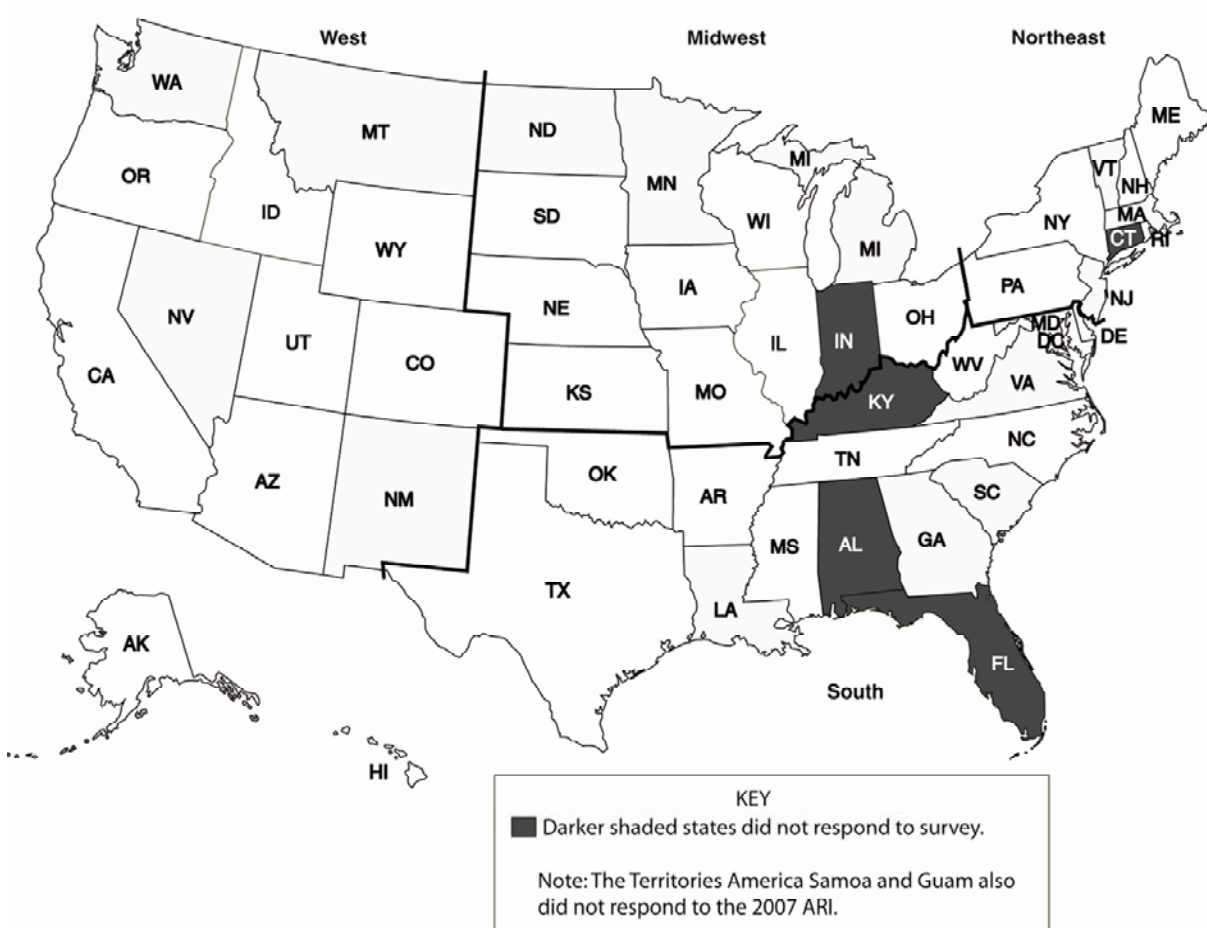 West
Midwest
Northeast
WA
MT
ND
MN
MI
ME
VT
NH
OR
ID
SD
WI
NY
MA
CT
RI
WY
MI
IA
PA
NJ
NE
OH
NV
UT
CO
IL
IN
MD
DC
DE
WV
CA
KS
MO
VA
KY
NC
TN
AZ
NM
OK
AR
SC
MS
AL
GA
TX
LA
AK
FL
South
HI
KEY
Darker shaded states did not respond to survey.
Note: The Territories America Samoa and Guam also
did not respond to the 2007 ARI.